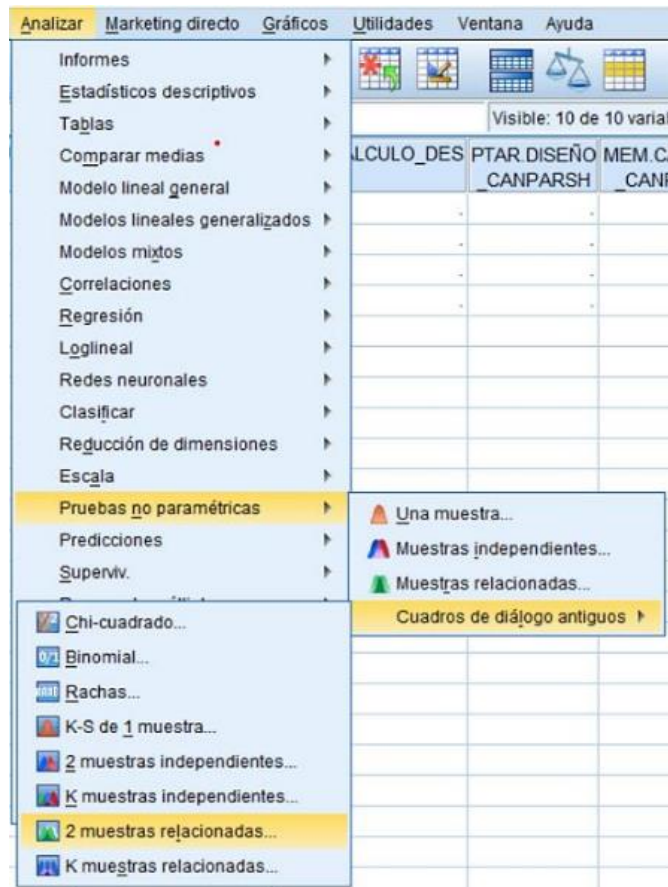 Analizar Marketing directo Gráficos Utilidades Ventana Ayuda
Informes
Estadísticos descriptivos
Tablas
Comparar medias
Modelo lineal general
Modelos lineales generalizados
Modelos mixtos
Correlaciones
Regresión
Loglineal
Redes neuronales
Clasificar
Reducción de dimensiones
Escala
Pruebas no paramétricas
Predicciones
Superviv.
Visible: 10 de 10 varial
LCULO_DES PTAR.DISEÑO MEM.C
_CANPARSH
Una muestra...
Muestras independientes...
Muestras relacionadas...
Cuadros de diálogo antiguos
Chi-cuadrado...
Binomial...
Rachas...
K-S de 1 muestra...
2 muestras independientes...
K muestras independientes...
2 muestras relacionadas...
K muestras relacionadas...